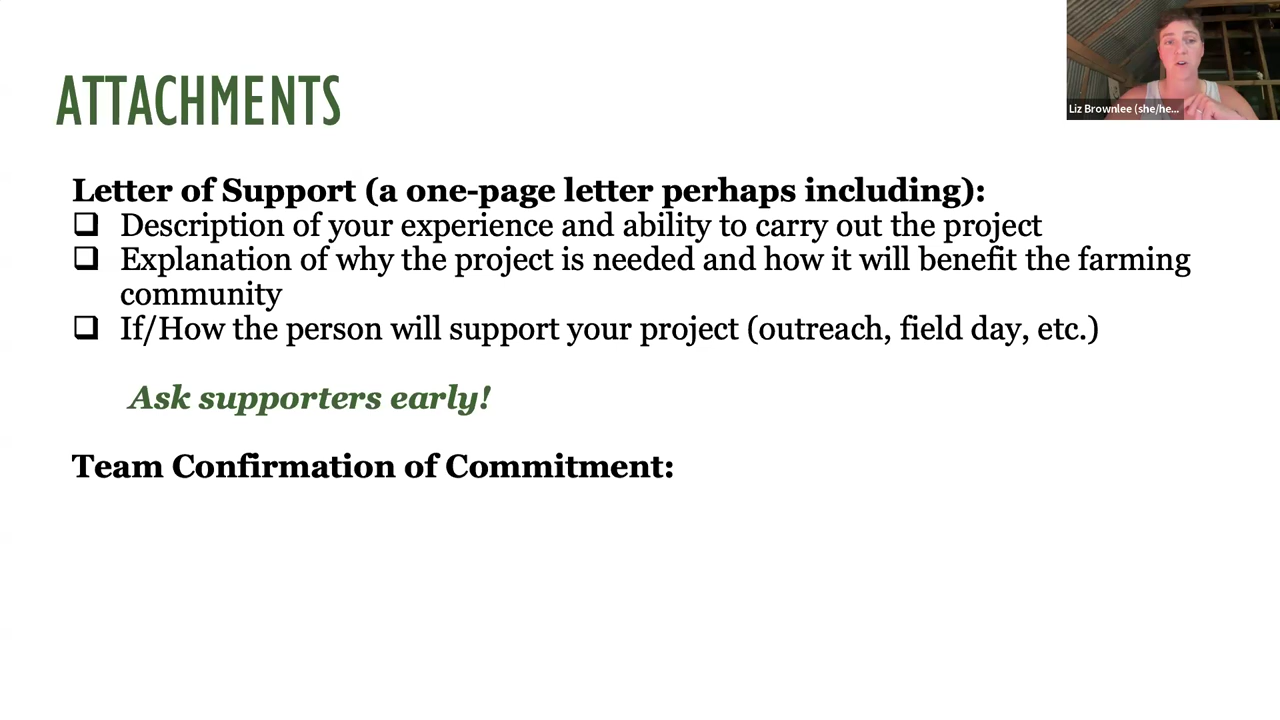 ATTACHMENTS
Liz Brownlee (she/he...
Letter of Support (a one-page letter perhaps including):
❑ Description of your experience and ability to carry out the project
❑ Explanation of why the project is needed and how it will benefit the farming
community
❑ If/How the person will support your project (outreach, field day, etc.)
Ask supporters early!
Team Confirmation of Commitment: